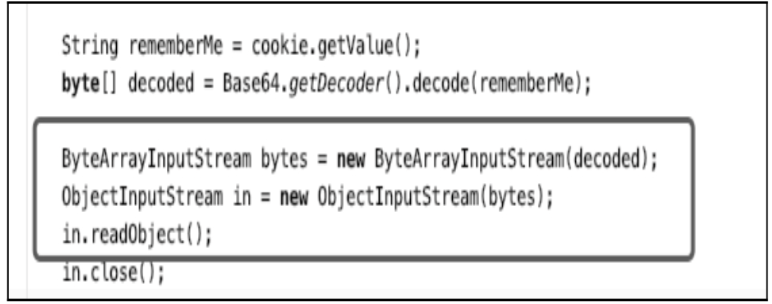 String rememberMe = cookie.getValue();
byte[] decoded = Base64.getDecoder().decode(rememberMe);
ByteArrayInputStream bytes = new ByteArrayInputStream(decoded);
ObjectInputStream in = new ObjectInputStream(bytes);
in.readObject();
in.close();